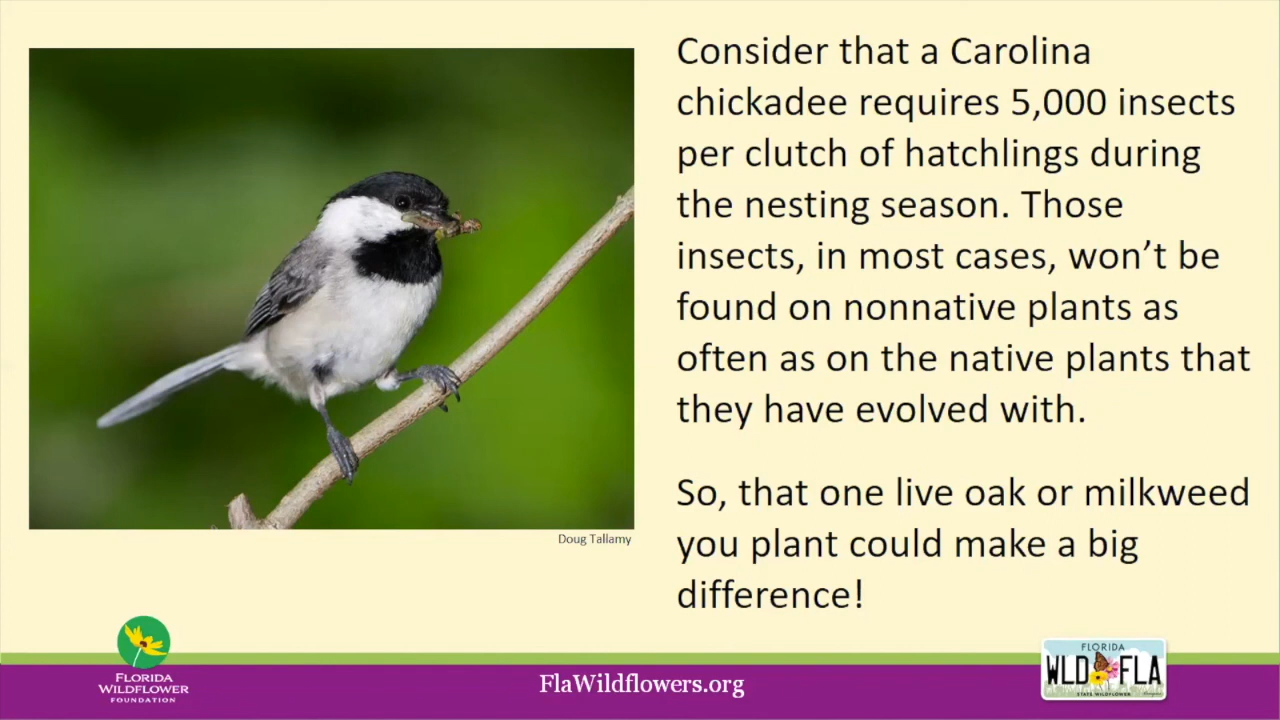 Consider that a Carolina
chickadee requires 5,000 insects
per clutch of hatchlings during
the nesting season. Those
insects, in most cases, won’t be
found on nonnative plants as
often as on the native plants that
they have evolved with.
So, that one live oak or milkweed
you plant could make a big
difference!
Doug Tallamy
FLORIDA
WILDFLOWER
FOUNDATION
FlaWildflowers.org
FLORIDA
WLD FLA
STATE WILDFLOWER